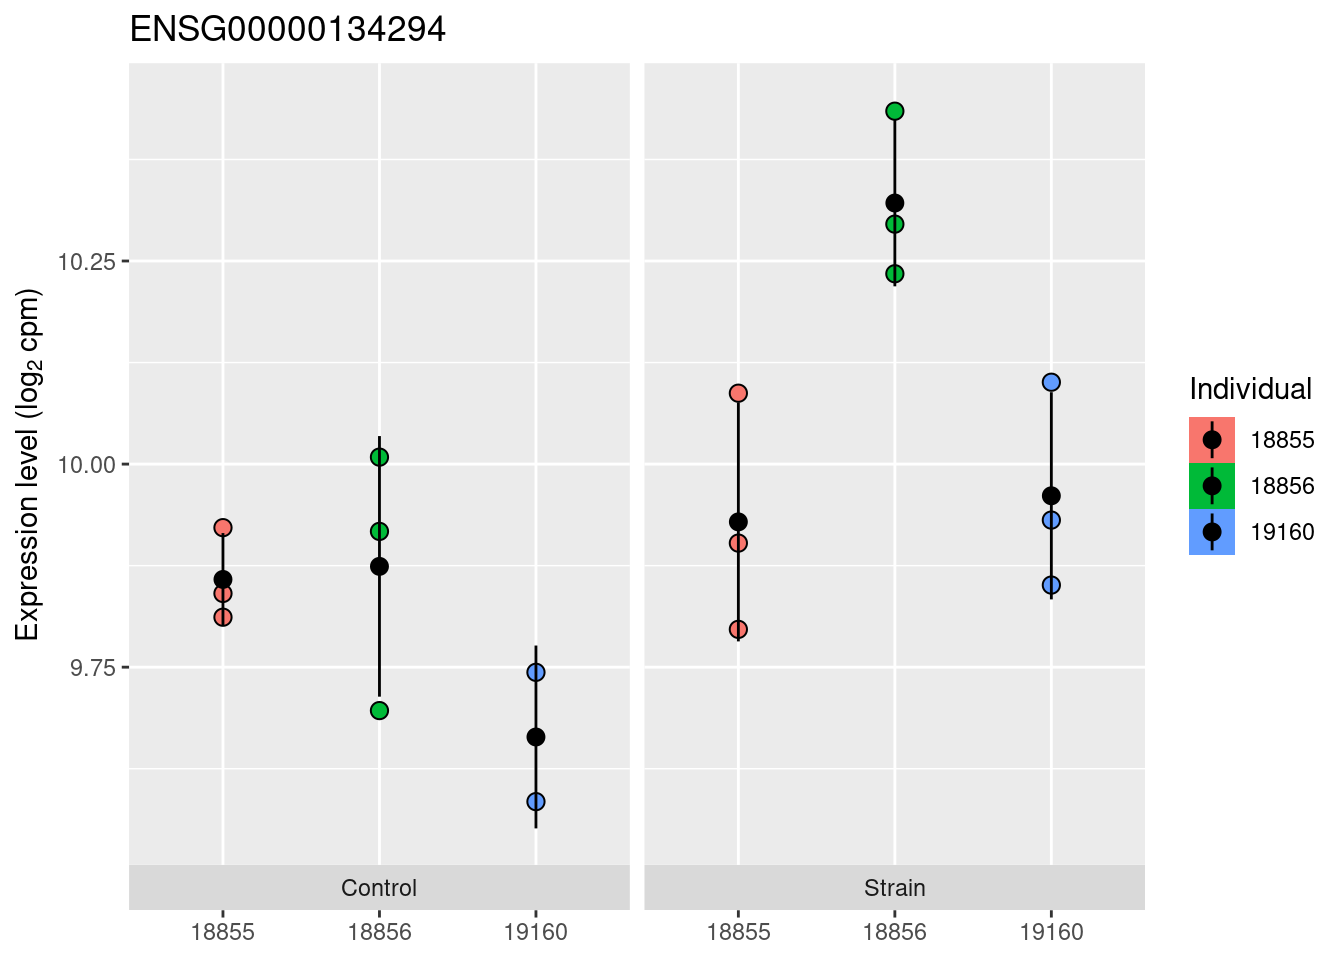 ENSG00000134294
Expression level (log₂ cpm)
10.25
10.00
9.75
Control
Strain
18855
18856
19160
18855
18856
19160
Individual
18855
18856
19160